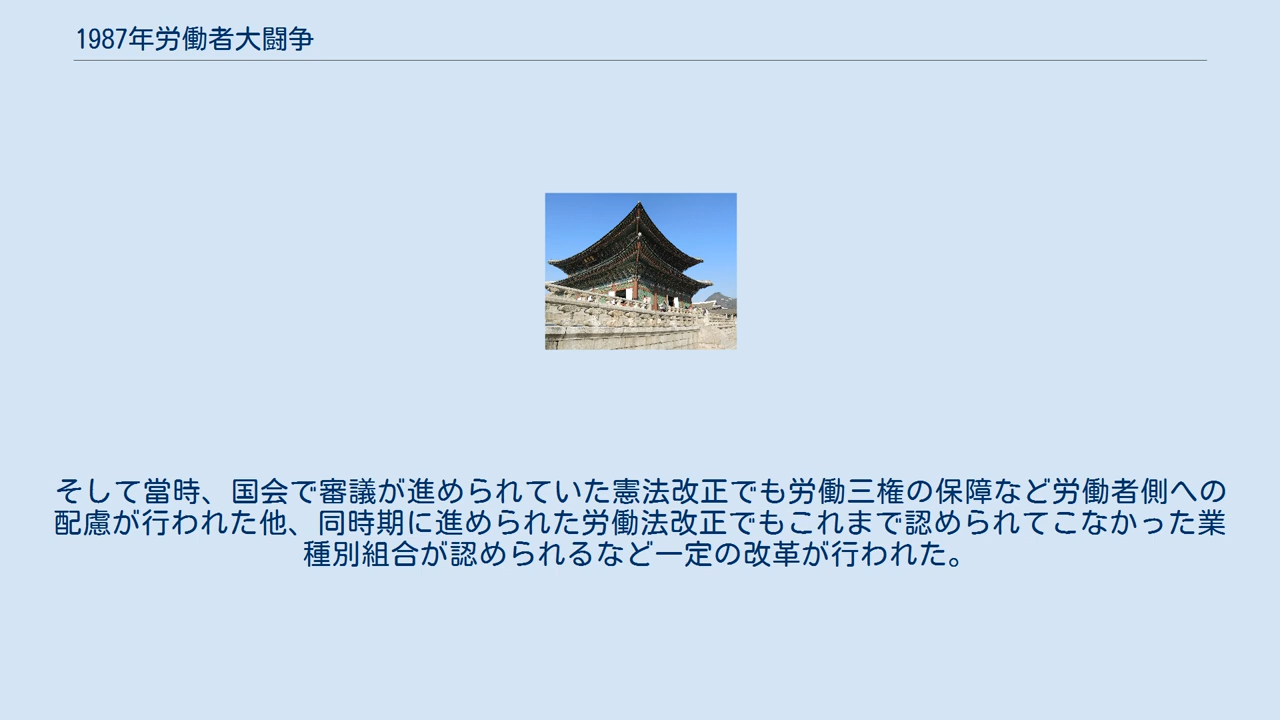 1987年労働者大闘争
そして當時、国会で審議が進められていた憲法改正でも労働三権の保障など労働者側への
配慮が行われた他、同時期に進められた労働法改正でもこれまで認められてこなかった業
種別組合が認められるなど一定の改革が行われた。